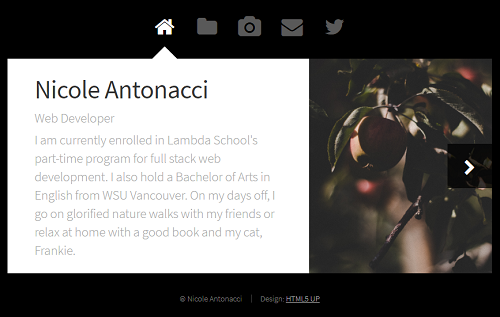 Nicole Antonacci
Web Developer
I am currently enrolled in Lambda School's
part-time program for full stack web
development. I also hold a Bachelor of Arts in
English from WSU Vancouver. On my days off, I
go on glorified nature walks with my friends or
relax at home with a good book and my cat,
Frankie.
© Nicole Antonacci | Design: HTML5 UP